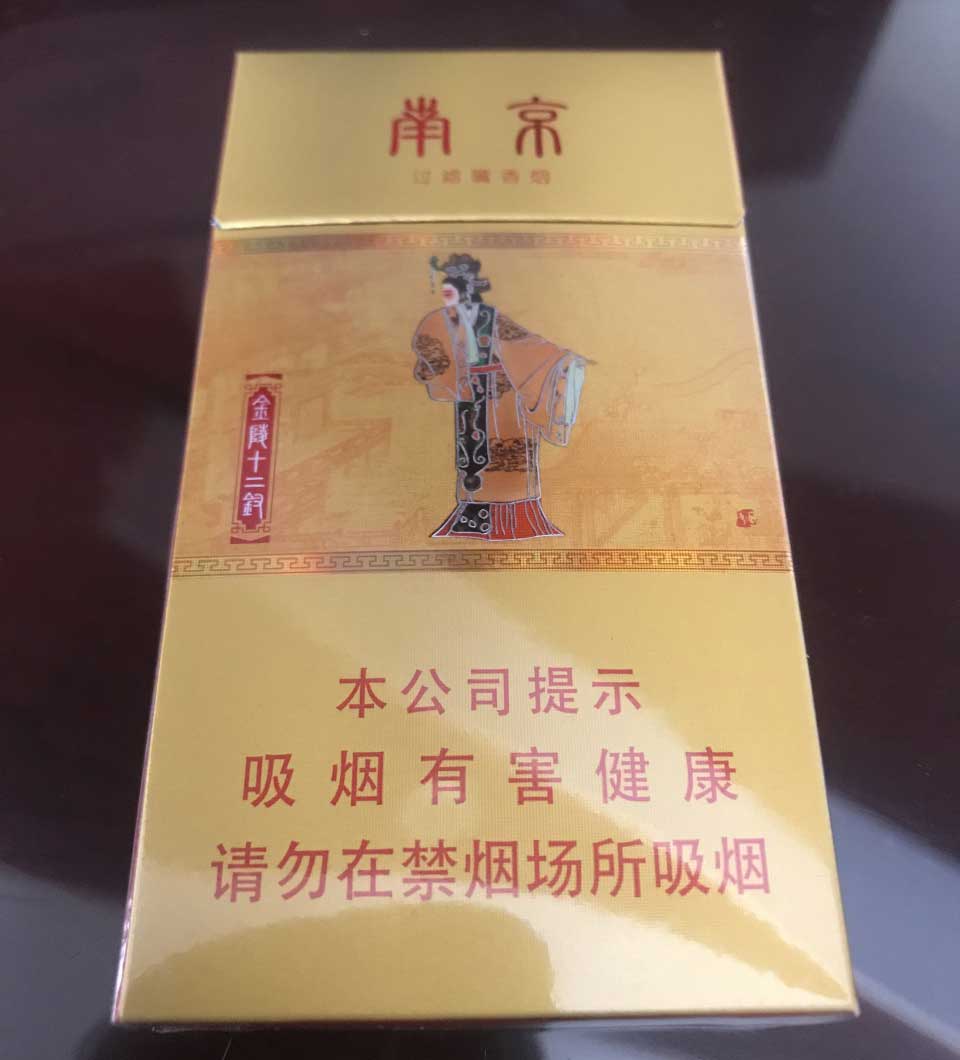 南京
过滤嘴香烟
金陵十二钗
本公司提示
吸烟有害健康
请勿在禁烟场所吸烟